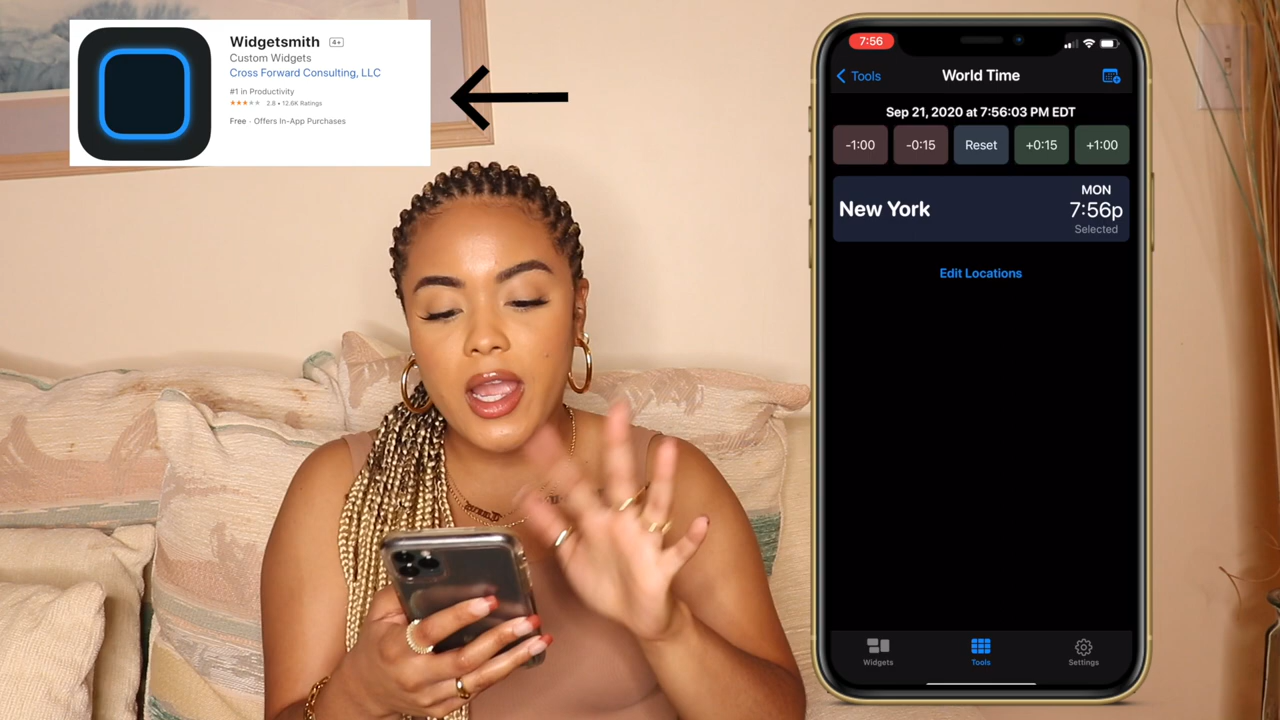 Widgetsmith 4+
Custom Widgets
Cross Forward Consulting, LLC
#1 in Productivity
2.8 • 12.6K Ratings
Free · Offers In-App Purchases
7:56
Tools
World Time
Sep 21, 2020 at 7:56:03 PM EDT
-1:00
-0:15
Reset
+0:15
+1:00
New York
MON
7:56p
Selected
Edit Locations
Widgets
Tools
Settings